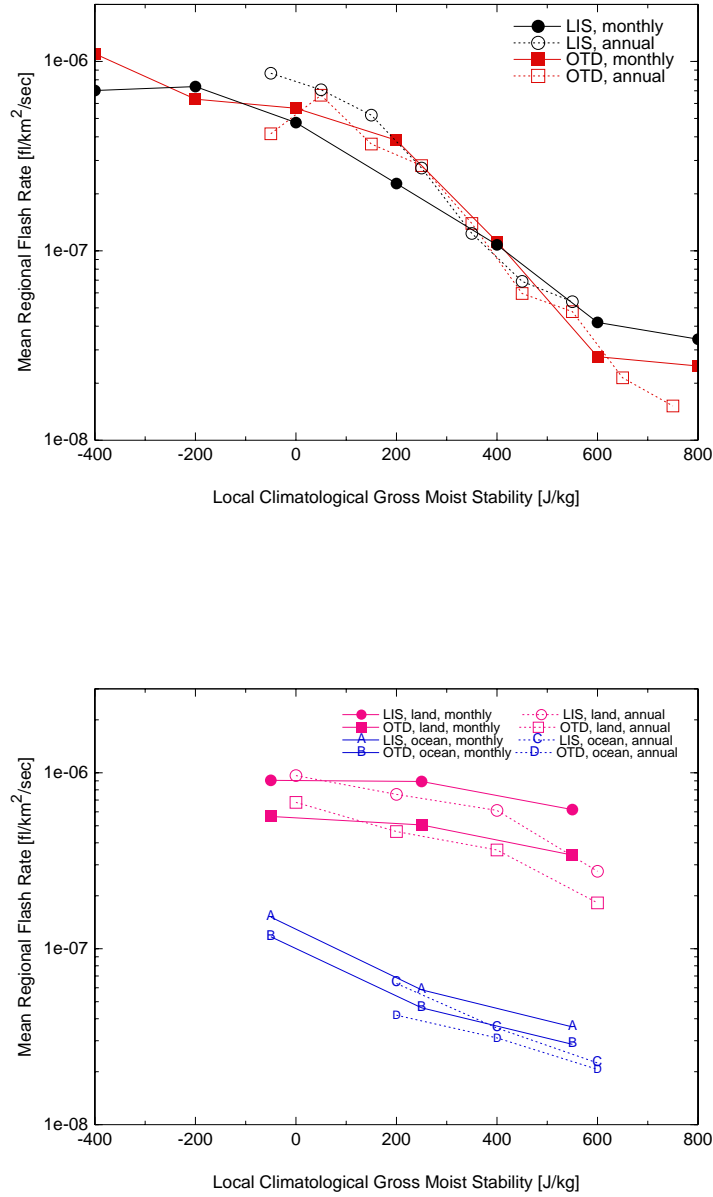 LIS, monthly
LIS, annual
OTD, monthly
OTD, annual
Mean Regional Flash Rate [fl/km²/sec]
1e-06
1e-07
1e-08
-400 -200 0 200 400 600 800
Local Climatological Gross Moist Stability [J/kg]
LIS, land, monthly LIS, land, annual
OTD, land, monthly OTD, land, annual
A LIS, ocean, monthly C LIS, ocean, annual
B OTD, ocean, monthly D OTD, ocean, annual
Mean Regional Flash Rate [fl/km²/sec]
1e-06
A
B
1e-07
C A
B
D
C A
D B
C
D
1e-08
-400 -200 0 200 400 600 800
Local Climatological Gross Moist Stability [J/kg]